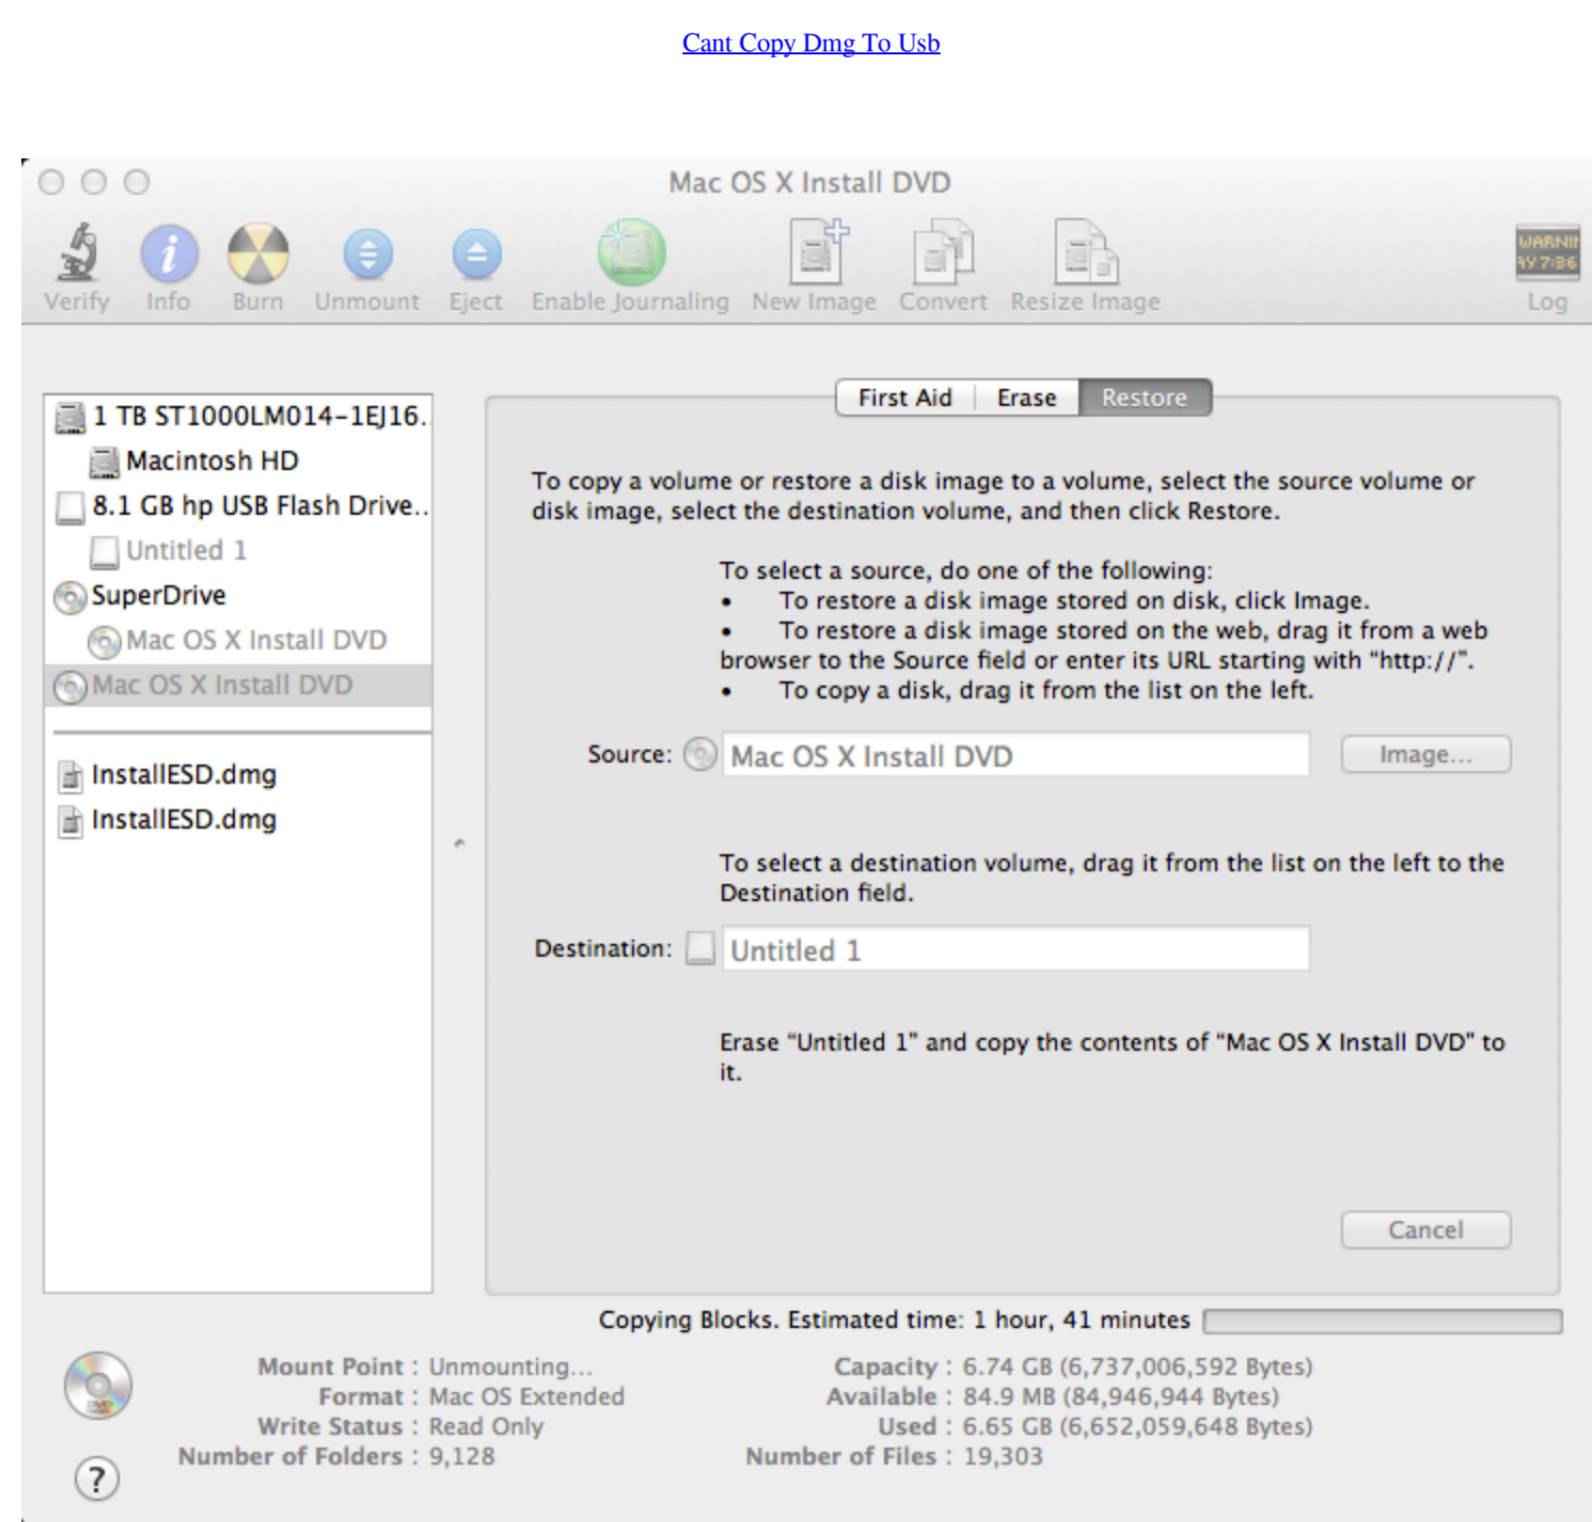 Cant Copy Dmg To Usb
Mac OS X Install DVD
Verify Info Burn Unmount Eject Enable Journaling New Image Convert Resize Image Log
WARNIN
AY 7:36
First Aid Erase Restore
1 TB ST1000LM014-1EJ16..
Macintosh HD
8.1 GB hp USB Flash Drive...
Untitled 1
SuperDrive
Mac OS X Install DVD
Mac OS X Install DVD
InstallESD.dmg
InstallESD.dmg
To copy a volume or restore a disk image to a volume, select the source volume or
disk image, select the destination volume, and then click Restore.
To select a source, do one of the following:
• To restore a disk image stored on disk, click Image.
• To restore a disk image stored on the web, drag it from a web
browser to the Source field or enter its URL starting with “http://”.
• To copy a disk, drag it from the list on the left.
Source: Mac OS X Install DVD Image...
To select a destination volume, drag it from the list on the left to the
Destination field.
Destination: Untitled 1
Erase “Untitled 1” and copy the contents of “Mac OS X Install DVD” to
it.
Cancel
Copying Blocks. Estimated time: 1 hour, 41 minutes
Mount Point : Unmounting... Capacity : 6.74 GB (6,737,006,592 Bytes)
Format : Mac OS Extended Available : 84.9 MB (84,946,944 Bytes)
Write Status : Read Only Used : 6.65 GB (6,652,059,648 Bytes)
Number of Folders : 9,128 Number of Files : 19,303
?